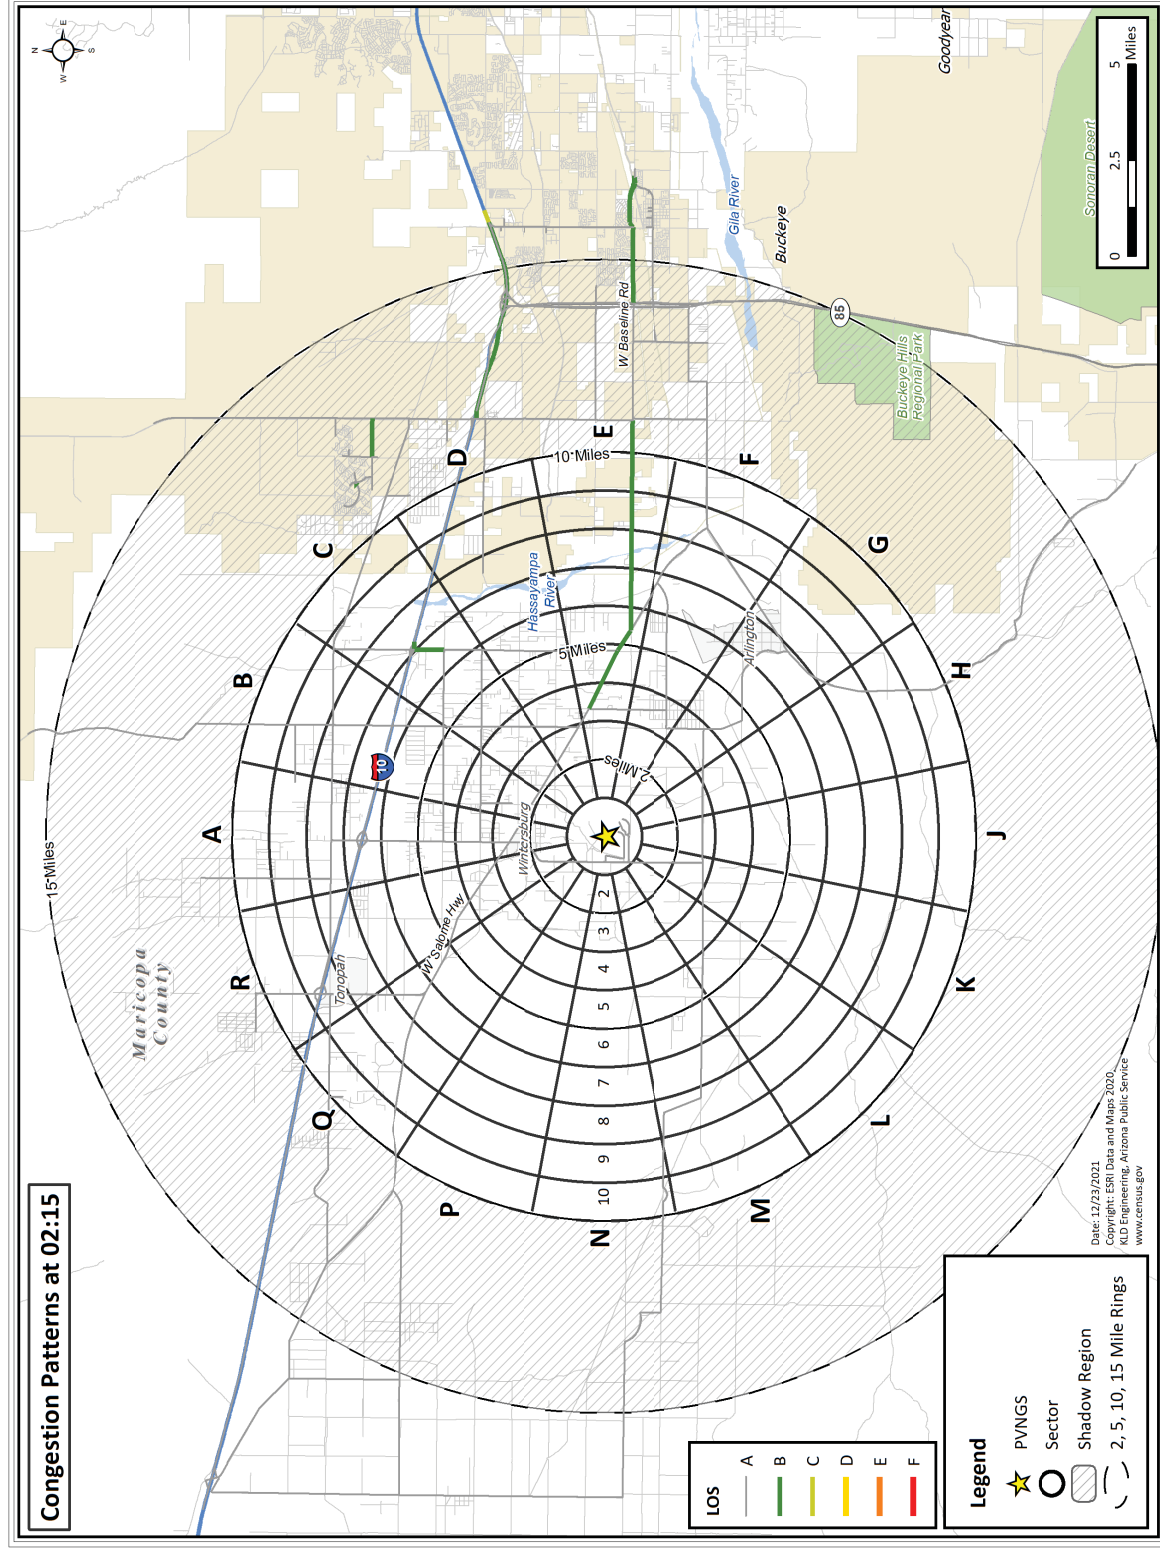 Congestion Patterns at 02:15
N
E
S
W
15 Miles
Maricopa
County
A
B
C
D
E
F
G
H
J
K
L
M
N
P
Q
R
10 Miles
5 Miles
2 Miles
2
3
4
5
6
7
8
9
10
10
Tonopah
W Salome Hwy
Wintersburg
Hassayampa
River
Arlington
W Baseline Rd
Gila River
Buckeye
85
Buckeye Hills
Regional Park
Goodyear
Sonoran Desert
0
2.5
5
Miles
LOS
A
B
C
D
E
F
Legend
PVNGS
Sector
Shadow Region
2, 5, 10, 15 Mile Rings
Date: 12/23/2021
Copyright: ESRI Data and Maps 2020
KLD Engineering, Arizona Public Service
www.census.gov